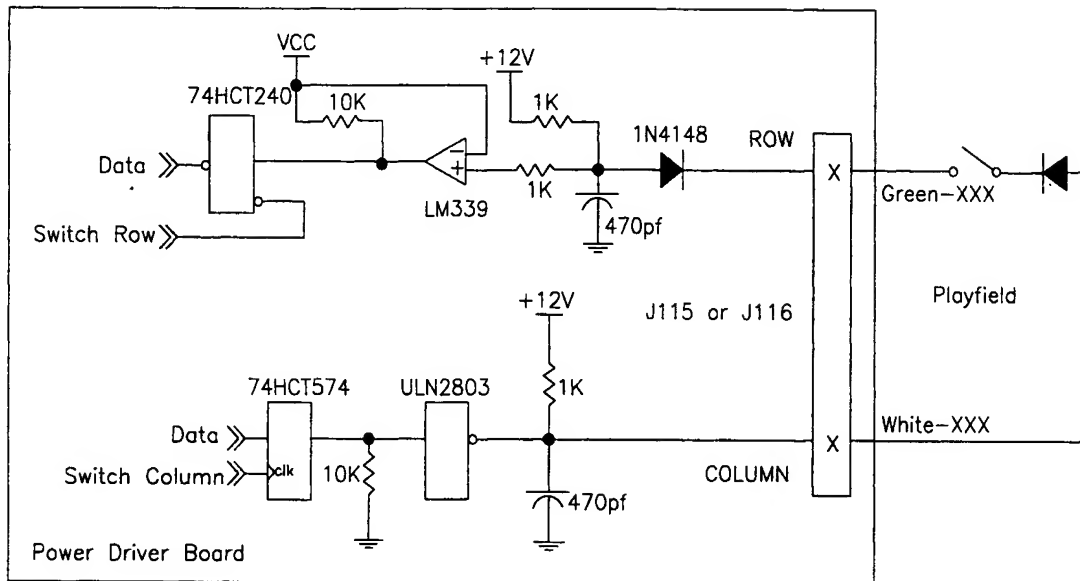 VCC
+12V
74HCT240
10K
1K
1N4148
ROW
Data
−
+
X
1K
LM339
470pf
Green-XXX
Switch Row
+12V
J115 or J116
Playfield
1K
74HCT574
ULN2803
White-XXX
Data
X
Switch Column
clk
10K
COLUMN
470pf
Power Driver Board